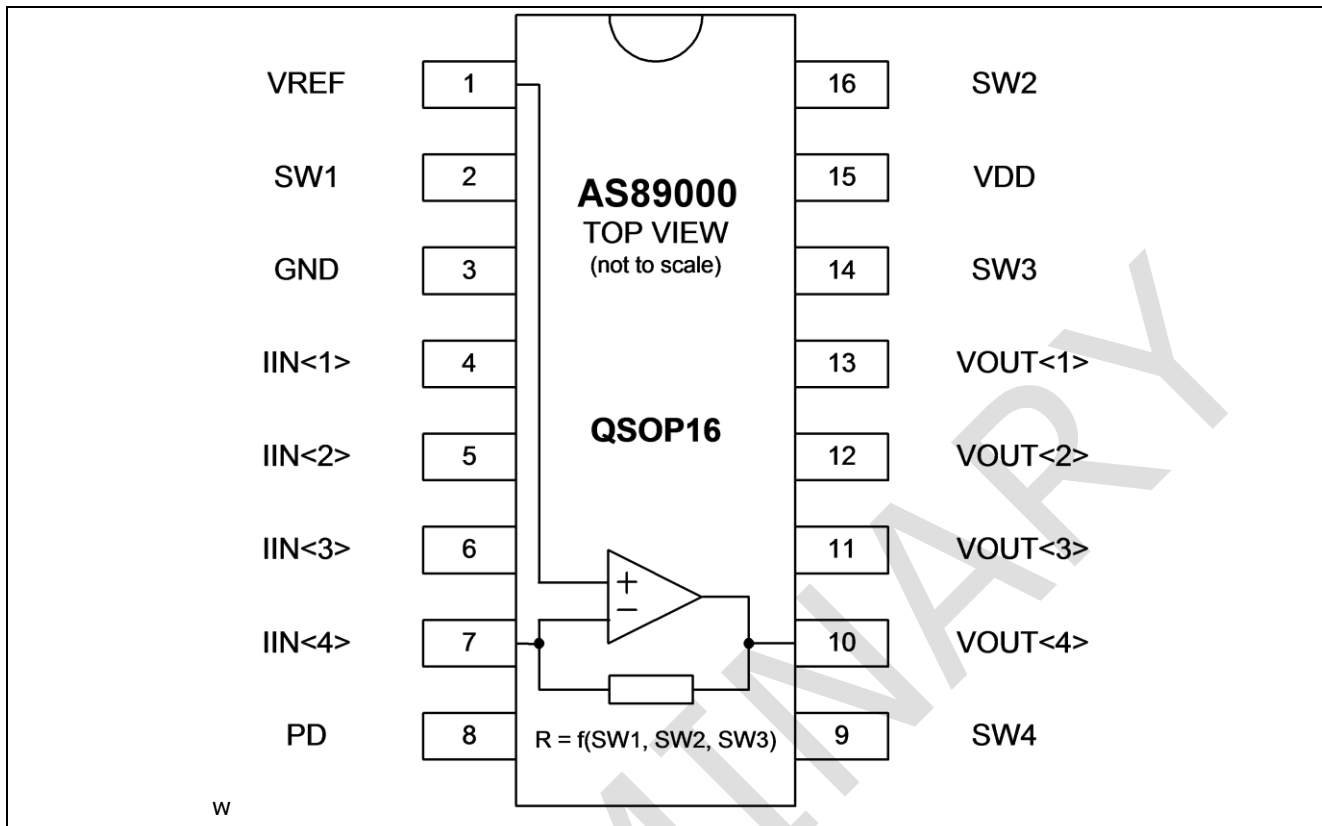 VREF 1 16 SW2
SW1 2 AS89000 15 VDD
TOP VIEW
GND 3 (not to scale) 14 SW3
IIN<1> 4 13 VOUT<1>
QSOP16
IIN<2> 5 12 VOUT<2>
IIN<3> 6 11 VOUT<3>
+
−
IIN<4> 7 10 VOUT<4>
PD 8 R = f(SW1, SW2, SW3) 9 SW4
w
MINARY